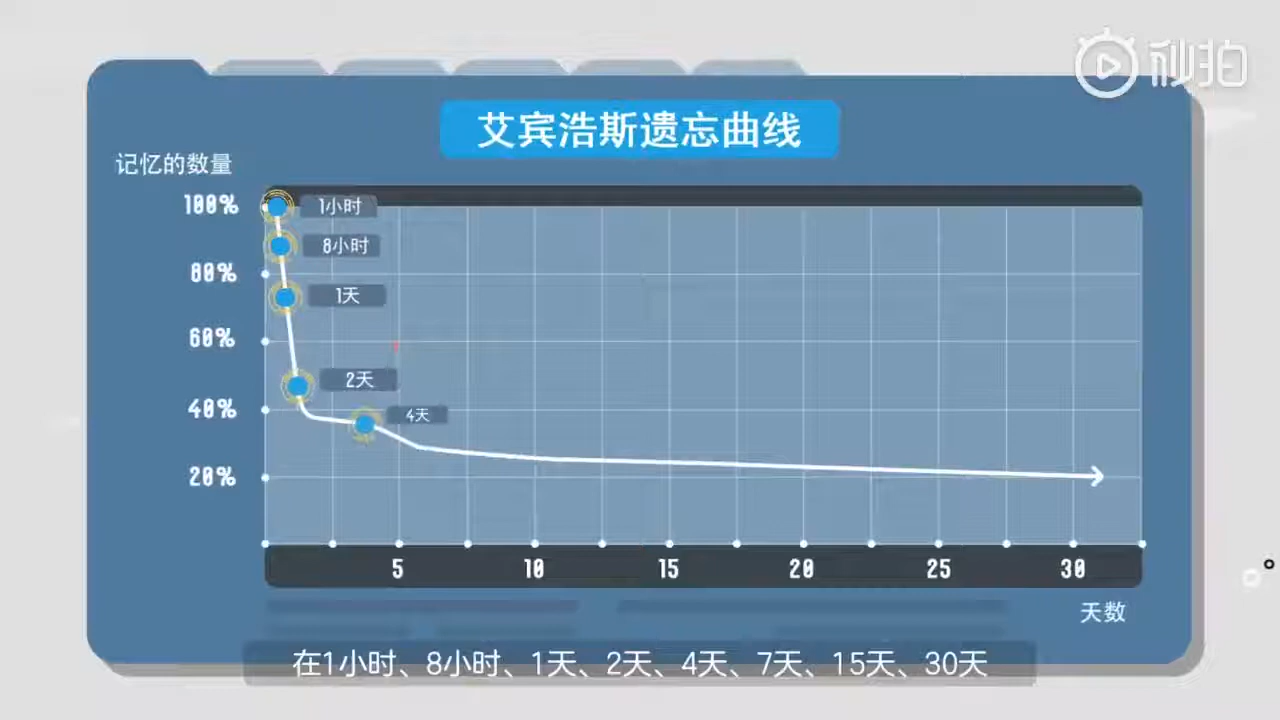 秒拍
艾宾浩斯遗忘曲线
记忆的数量
100%
1小时
8小时
80%
1天
60%
2天
40%
4天
20%
5 10 15 20 25 30
天数
在1小时、8小时、1天、2天、4天、7天、15天、30天